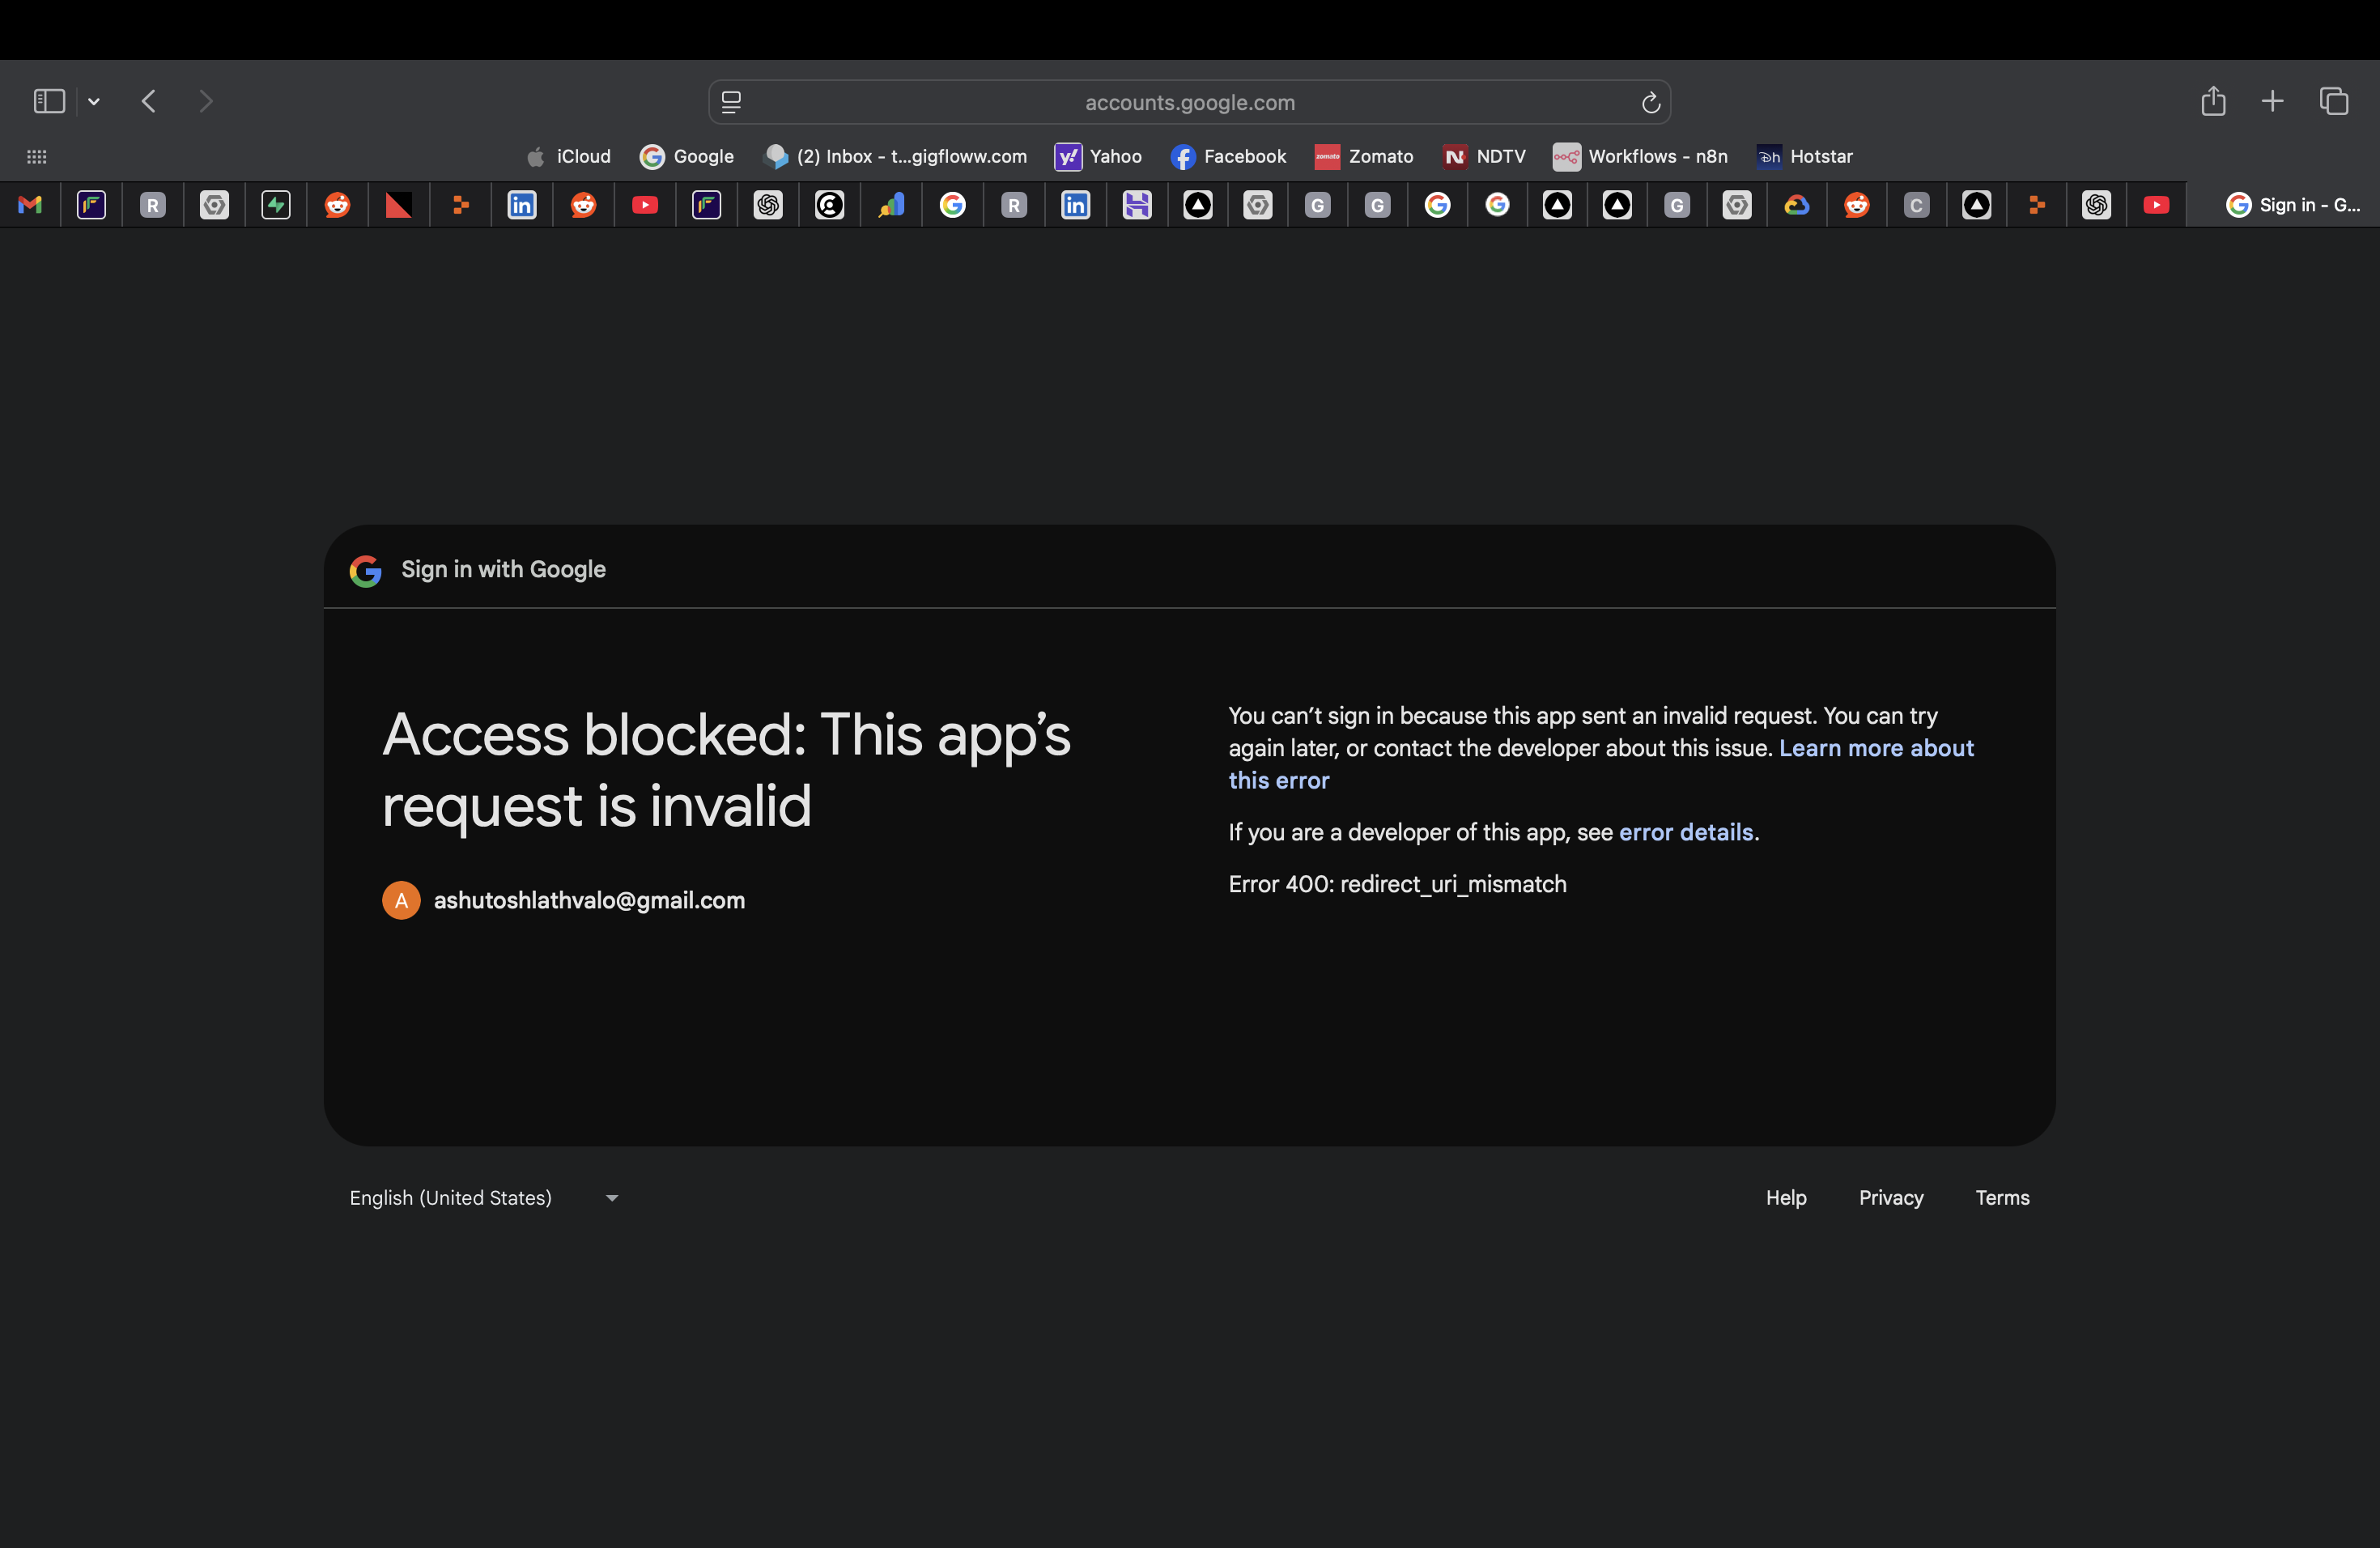 accounts.google.com
iCloud
Google
(2) Inbox - t...gigfloww.com
Yahoo
Facebook
zomato
Zomato
NDTV
Workflows - n8n
Hotstar
Sign in - G...
Sign in with Google
Access blocked: This app’s
request is invalid
A
ashutoshlathvalo@gmail.com
You can’t sign in because this app sent an invalid request. You can try
again later, or contact the developer about this issue. Learn more about
this error
If you are a developer of this app, see error details.
Error 400: redirect_uri_mismatch
English (United States)
Help
Privacy
Terms